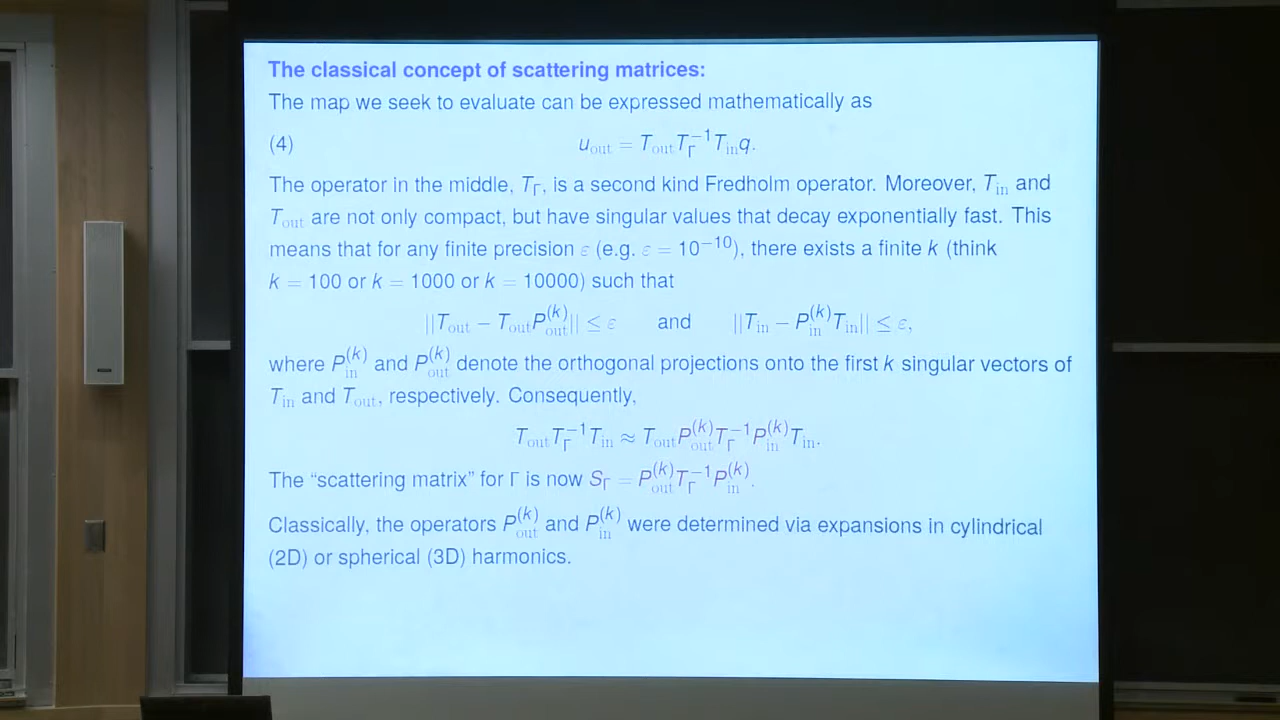 The classical concept of scattering matrices:
The map we seek to evaluate can be expressed mathematically as
(4) u_out = T_out T_Γ^{-1} T_in q.
The operator in the middle, T_Γ, is a second kind Fredholm operator. Moreover, T_in and
T_out are not only compact, but have singular values that decay exponentially fast. This
means that for any finite precision ε (e.g. ε = 10^{-10}), there exists a finite k (think
k = 100 or k = 1000 or k = 10000) such that
||T_out − T_out P_out^{(k)}|| ≤ ε and ||T_in − P_in^{(k)} T_in|| ≤ ε,
where P_in^{(k)} and P_out^{(k)} denote the orthogonal projections onto the first k singular vectors of
T_in and T_out, respectively. Consequently,
T_out T_Γ^{-1} T_in ≈ T_out P_out^{(k)} T_Γ^{-1} P_in^{(k)} T_in.
The “scattering matrix” for Γ is now S_Γ = P_out^{(k)} T_Γ^{-1} P_in^{(k)}.
Classically, the operators P_out^{(k)} and P_in^{(k)} were determined via expansions in cylindrical
(2D) or spherical (3D) harmonics.